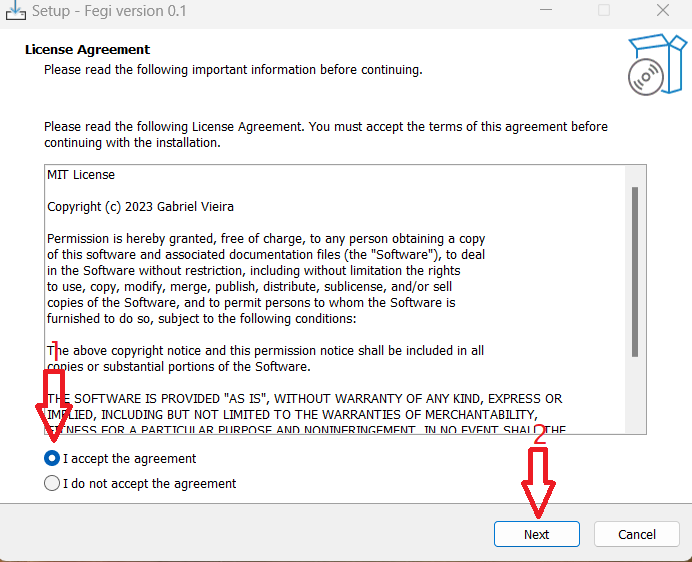 Setup - Fegi version 0.1
License Agreement
Please read the following important information before continuing.
Please read the following License Agreement. You must accept the terms of this agreement before
continuing with the installation.
MIT License
Copyright (c) 2023 Gabriel Vieira
Permission is hereby granted, free of charge, to any person obtaining a copy
of this software and associated documentation files (the "Software"), to deal
in the Software without restriction, including without limitation the rights
to use, copy, modify, merge, publish, distribute, sublicense, and/or sell
copies of the Software, and to permit persons to whom the Software is
furnished to do so, subject to the following conditions:
1
The above copyright notice and this permission notice shall be included in all
copies or substantial portions of the Software.
THE SOFTWARE IS PROVIDED "AS IS", WITHOUT WARRANTY OF ANY KIND, EXPRESS OR
IMPLIED, INCLUDING BUT NOT LIMITED TO THE WARRANTIES OF MERCHANTABILITY,
FITNESS FOR A PARTICULAR PURPOSE AND NONINFRINGEMENT. IN NO EVENT SHALL THE
2
I accept the agreement
I do not accept the agreement
Next
Cancel